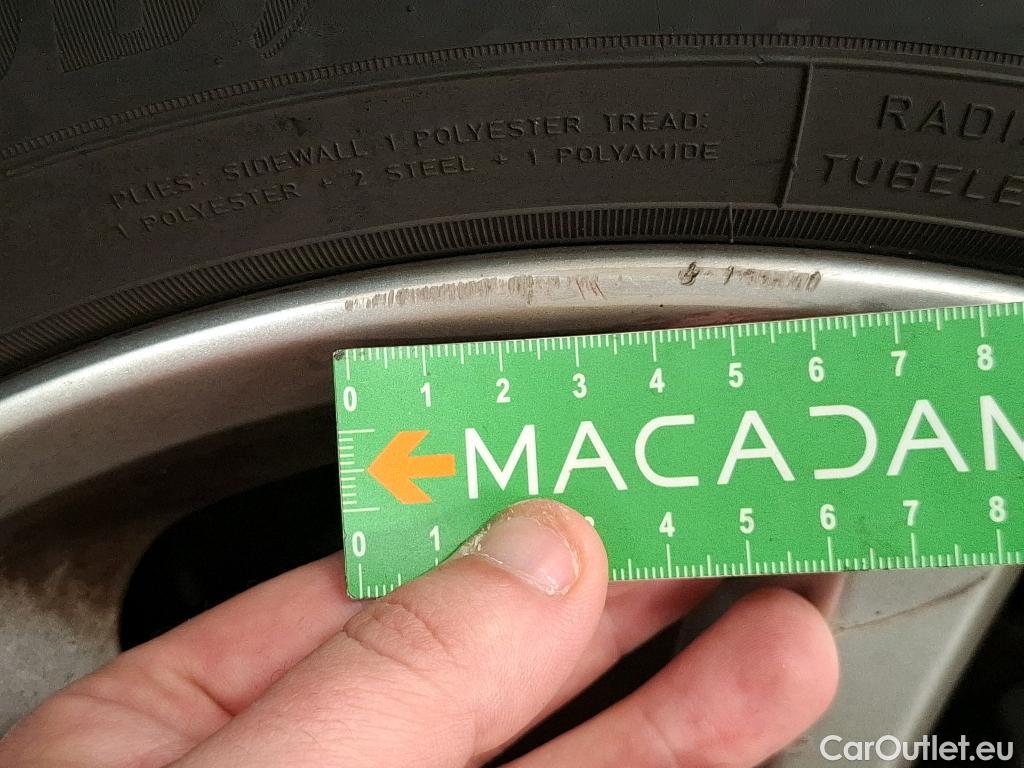 PLIES: SIDEWALL 1 POLYESTER TREAD:
1 POLYESTER + 2 STEEL + 1 POLYAMIDE
TUBELE
0 1 2 3 4 5 6 7 8
MACADAM
0 1 4 5 6 7 8
CarOutlet.eu